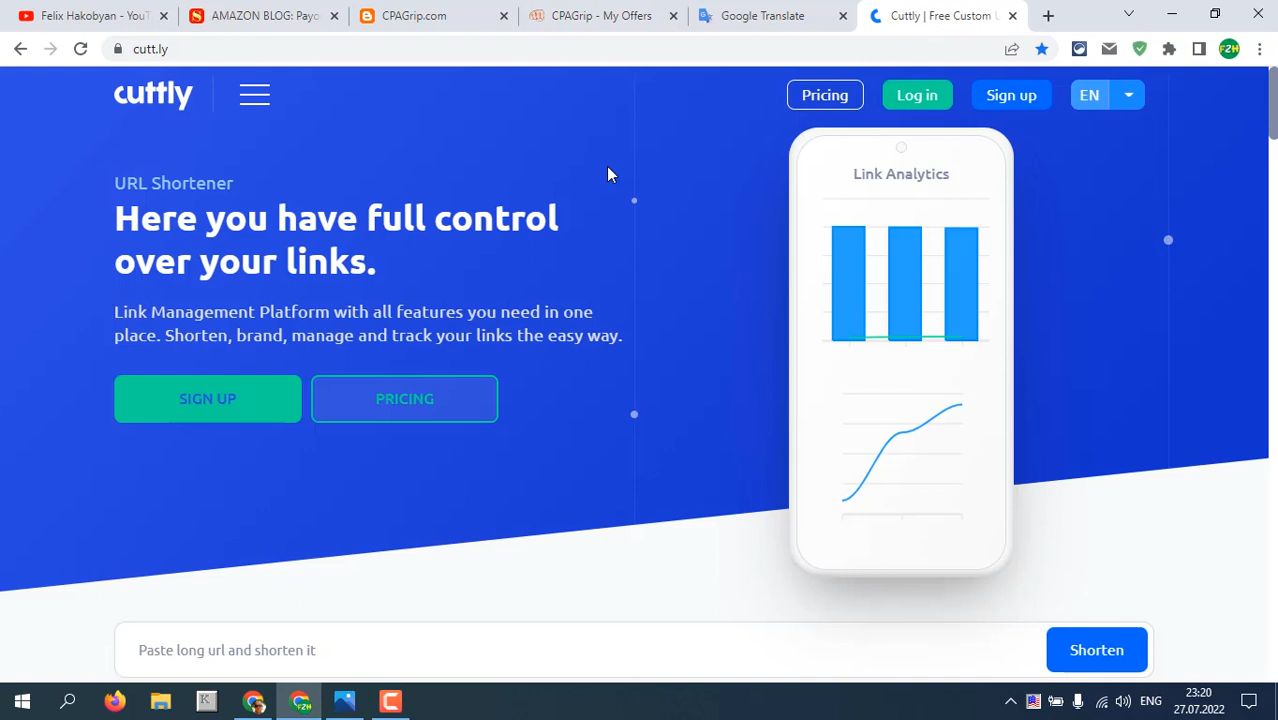 Felix Hakobyan - YouT
AMAZON BLOG: Payo
CPAGrip.com
CPAGrip - My Offers
Google Translate
Cuttly | Free Custom U
cutt.ly
F2H
cuttly
Pricing
Log in
Sign up
EN
URL Shortener
Here you have full control
over your links.
Link Management Platform with all features you need in one
place. Shorten, brand, manage and track your links the easy way.
SIGN UP
PRICING
Link Analytics
Paste long url and shorten it
Shorten
ENG
23:20
27.07.2022